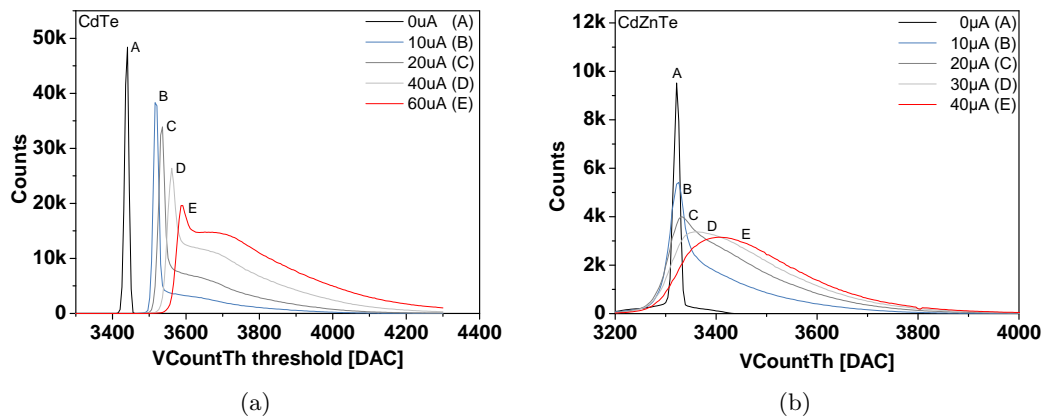 CdTe
0uA (A)
10uA (B)
20uA (C)
40uA (D)
60uA (E)
A
B
C
D
E
50k
40k
30k
20k
10k
0
Counts
3400 3600 3800 4000 4200 4400
VCountTh threshold [DAC]
(a)
CdZnTe
0µA (A)
10µA (B)
20µA (C)
30µA (D)
40µA (E)
A
B
C
D
E
12k
10k
8k
6k
4k
2k
0
Counts
3200 3400 3600 3800 4000
VCountTh [DAC]
(b)